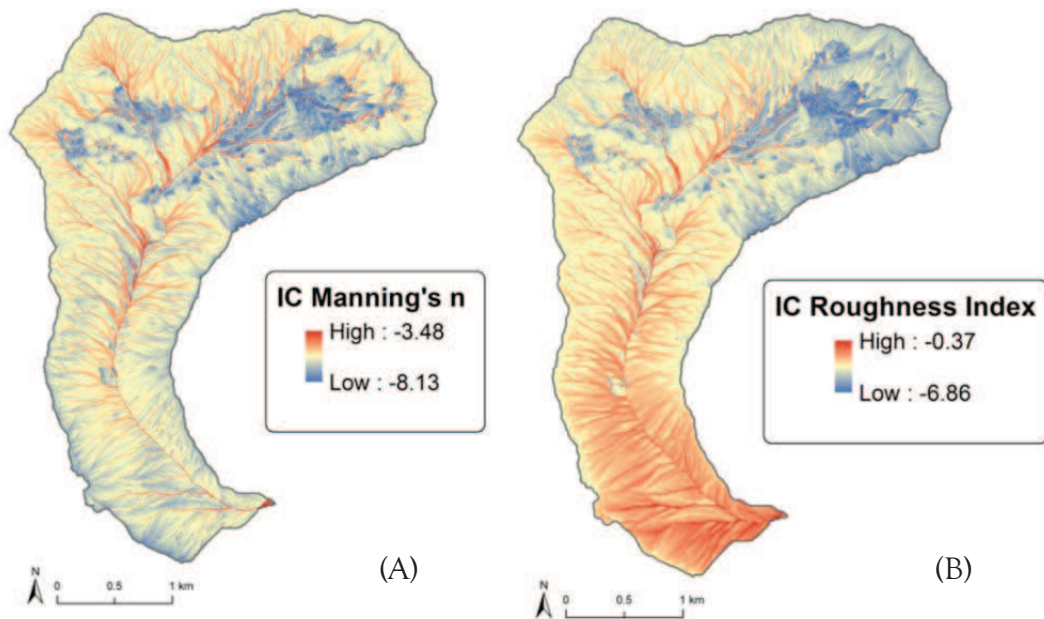 IC Manning's n
High : -3.48
Low : -8.13
IC Roughness Index
High : -0.37
Low : -6.86
N
0 0.5 1 km
(A)
N
0 0.5 1 km
(B)